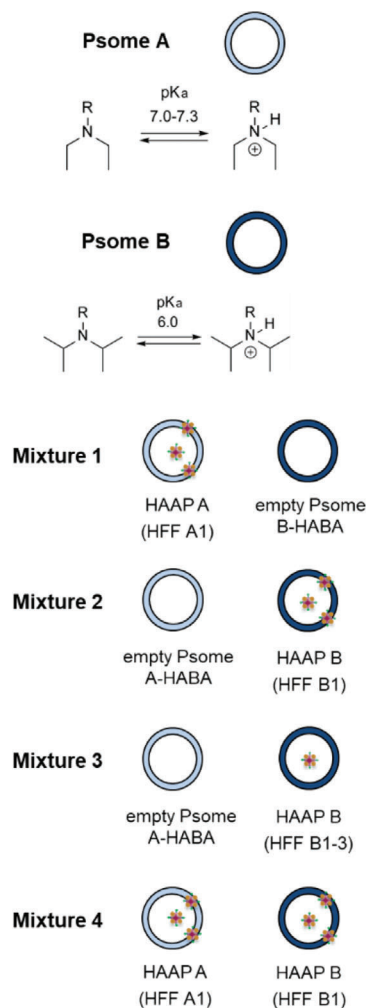 Psome A
R
N
pKa
7.0-7.3
R
H
N
⊕
Psome B
R
N
pKa
6.0
R
H
N
⊕
Mixture 1
HAAP A
(HFF A1)
empty Psome
B-HABA
Mixture 2
empty Psome
A-HABA
HAAP B
(HFF B1)
Mixture 3
empty Psome
A-HABA
HAAP B
(HFF B1-3)
Mixture 4
HAAP A
(HFF A1)
HAAP B
(HFF B1)